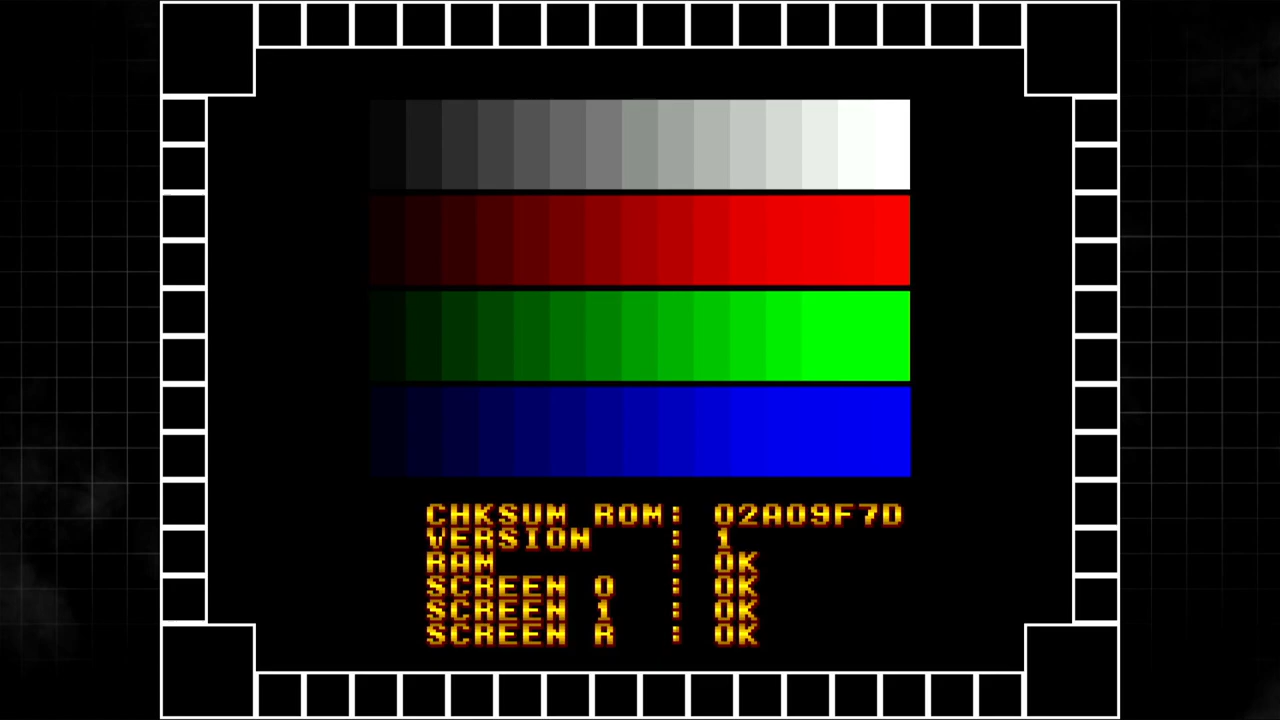 CHKSUM ROM: 02A09F7D
VERSION : 1
RAM : OK
SCREEN 0 : OK
SCREEN 1 : OK
SCREEN R : OK